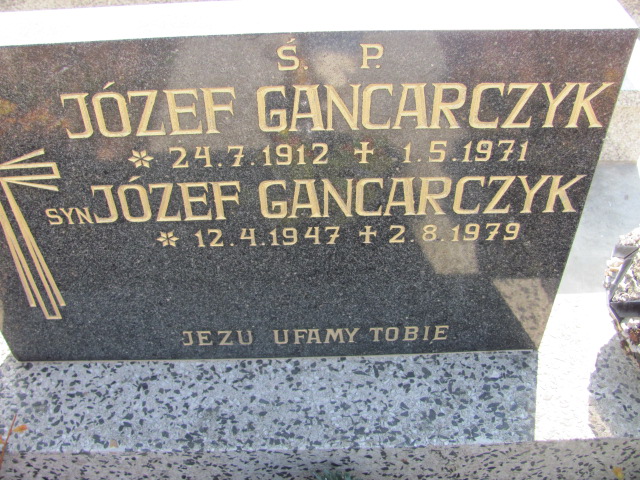 Ś. P.
JÓZEF GANCARCZYK
* 24.7.1912 + 1.5.1971
SYN JÓZEF GANCARCZYK
* 12.4.1947 + 2.8.1979
JEZU UFAMY TOBIE